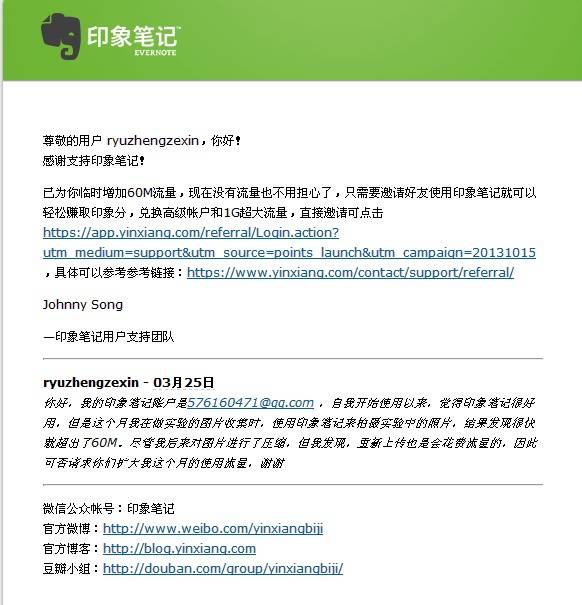 印象笔记
EVERNOTE
尊敬的用户 ryuzhengzexin，你好！
感谢支持印象笔记！
已为你临时增加60M流量，现在没有流量也不用担心了，只需要邀请好友使用印象笔记就可以
轻松赚取印象分，兑换高级帐户和1G超大流量，直接邀请可点击
https://app.yinxiang.com/referral/Login.action?
utm_medium=support&utm_source=points_launch&utm_campaign=20131015
，具体可以参考参考链接：https://www.yinxiang.com/contact/support/referral/
Johnny Song
—印象笔记用户支持团队
ryuzhengzexin - 03月25日
你好，我的印象笔记账户是576160471@qq.com ，自我开始使用以来，觉得印象笔记很好
用，但是这个月我在做实验的图片收集时，使用印象笔记来拍摄实验中的照片，结果发现很快
就超出了60M。尽管我后来对图片进行了压缩，但我发现，重新上传也是会花费流量的，因此
可否请求你们扩大我这个月的使用流量，谢谢
微信公众帐号：印象笔记
官方微博：http://www.weibo.com/yinxiangbiji
官方博客：http://blog.yinxiang.com
豆瓣小组：http://douban.com/group/yinxiangbiji/